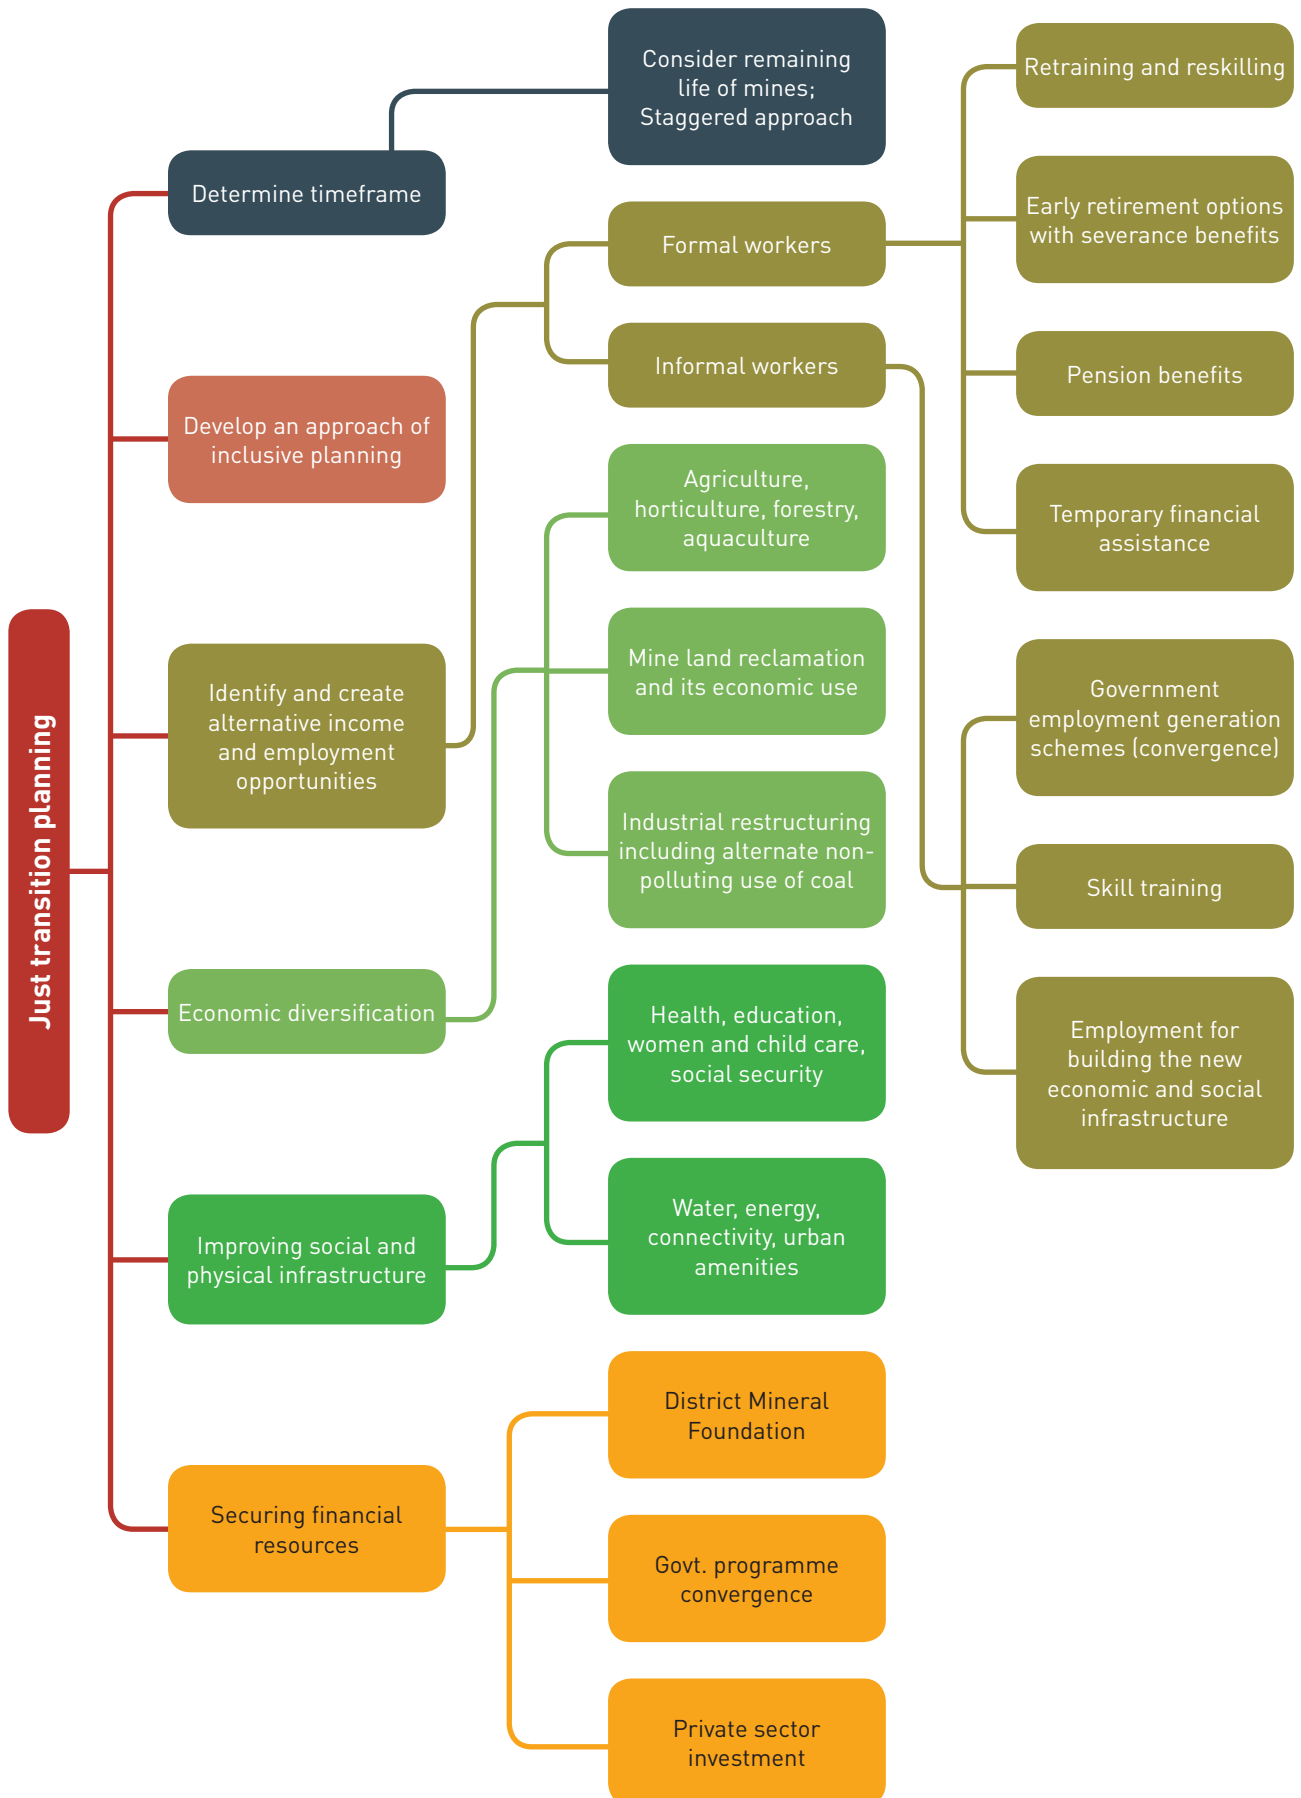 Just transition planning
Determine timeframe
Consider remaining
life of mines;
Staggered approach
Develop an approach of
inclusive planning
Identify and create
alternative income
and employment
opportunities
Formal workers
Retraining and reskilling
Early retirement options
with severance benefits
Pension benefits
Temporary financial
assistance
Informal workers
Government
employment generation
schemes (convergence)
Skill training
Employment for
building the new
economic and social
infrastructure
Economic diversification
Agriculture,
horticulture, forestry,
aquaculture
Mine land reclamation
and its economic use
Industrial restructuring
including alternate non-
polluting use of coal
Improving social and
physical infrastructure
Health, education,
women and child care,
social security
Water, energy,
connectivity, urban
amenities
Securing financial
resources
District Mineral
Foundation
Govt. programme
convergence
Private sector
investment